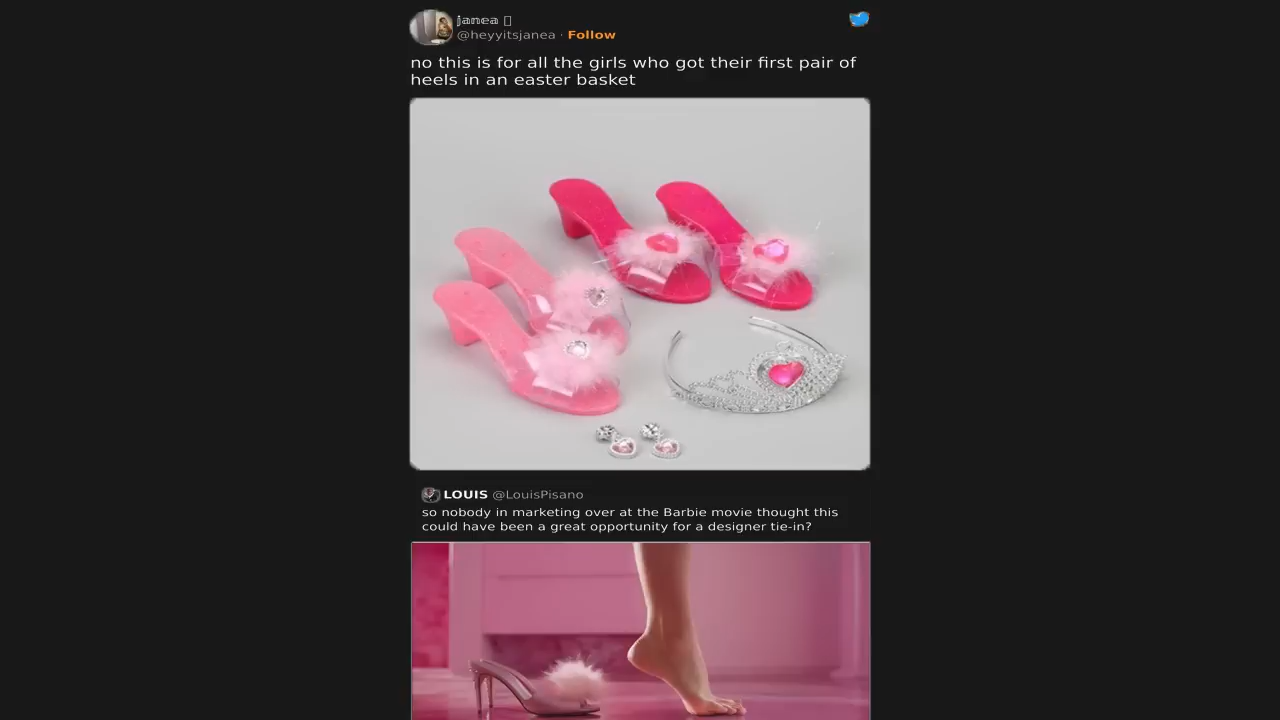 janea
@heyyitsjanea · Follow
no this is for all the girls who got their first pair of
heels in an easter basket
LOUIS @LouisPisano
so nobody in marketing over at the Barbie movie thought this
could have been a great opportunity for a designer tie-in?